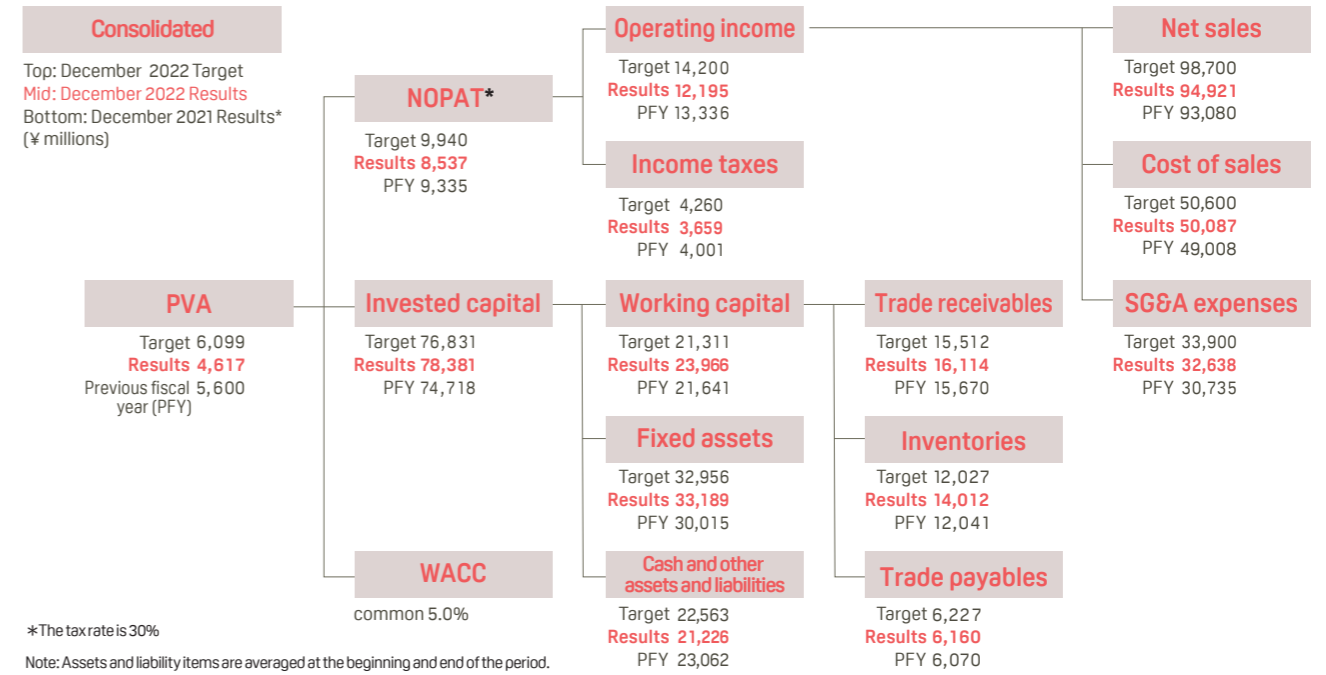 Consolidated
Top: December 2022 Target
Mid: December 2022 Results
Bottom: December 2021 Results*
(¥ millions)
PVA
Target 6,099
Results 4,617
Previous fiscal 5,600
year (PFY)
NOPAT*
Target 9,940
Results 8,537
PFY 9,335
Invested capital
Target 76,831
Results 78,381
PFY 74,718
WACC
common 5.0%
Operating income
Target 14,200
Results 12,195
PFY 13,336
Income taxes
Target 4,260
Results 3,659
PFY 4,001
Working capital
Target 21,311
Results 23,966
PFY 21,641
Fixed assets
Target 32,956
Results 33,189
PFY 30,015
Cash and other
assets and liabilities
Target 22,563
Results 21,226
PFY 23,062
Trade receivables
Target 15,512
Results 16,114
PFY 15,670
Inventories
Target 12,027
Results 14,012
PFY 12,041
Trade payables
Target 6,227
Results 6,160
PFY 6,070
Net sales
Target 98,700
Results 94,921
PFY 93,080
Cost of sales
Target 50,600
Results 50,087
PFY 49,008
SG&A expenses
Target 33,900
Results 32,638
PFY 30,735
*The tax rate is 30%
Note: Assets and liability items are averaged at the beginning and end of the period.